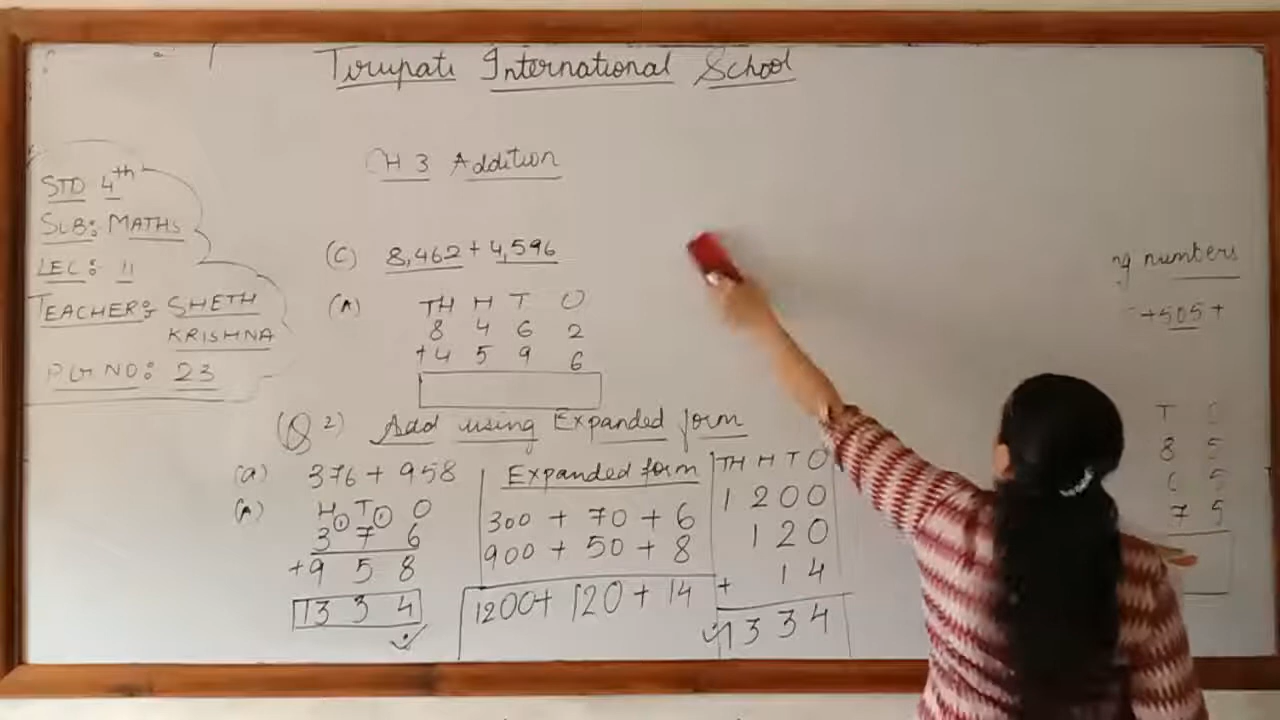 Tirupati International School
CH 3 Addition
STD 4th
SUB: MATHS
LEC: 11
TEACHER: SHETH
KRISHNA
PG NO: 23
(C) 8,462 + 4,596
(A) TH H T O
8 4 6 2
+4 5 9 6
(Q 2) Add using Expanded form
(a) 376 + 958
(A) H T O
1 1
3 7 6
+9 5 8
1 3 3 4
Expanded form
300 + 70 + 6
900 + 50 + 8
1200 + 120 + 14
TH H T O
1 2 0 0
1 2 0
+ 1 4
1 3 3 4
numbers
+505+
T
8 5
5
7 5